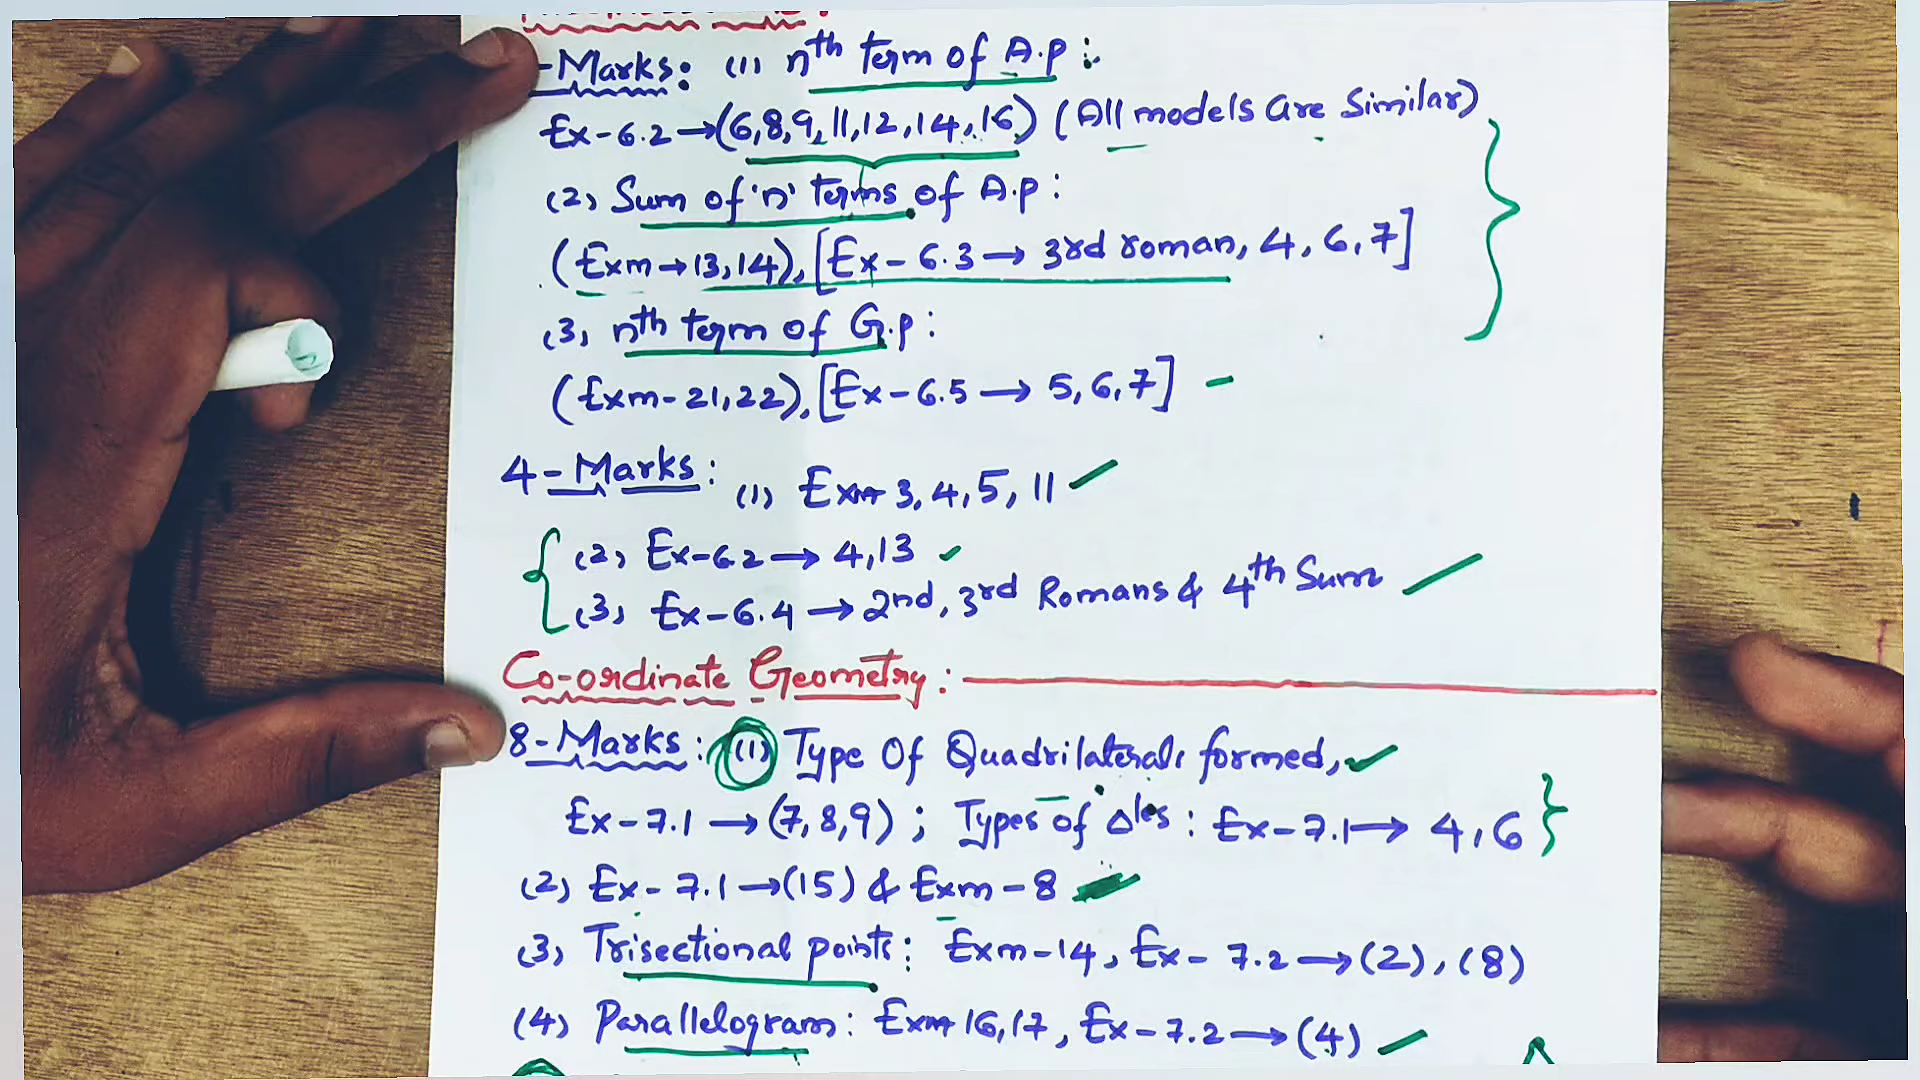 -Marks: (1) nth term of A.p:
Ex-6.2→(6,8,9,11,12,14,16) (All models are Similar)
(2) Sum of 'n' terms of A.p:
(Exm→13,14), [Ex-6.3→ 3rd roman, 4, 6, 7]
(3) nth term of G.p:
(Exm-21,22), [Ex-6.5 → 5,6,7]
4-Marks: (1) Exm→ 3, 4, 5, 11
(2) Ex-6.2→ 4,13
(3) Ex-6.4→ 2nd, 3rd Romans & 4th Sum
Co-ordinate Geometry:
8-Marks: (1) Type Of Quadrilaterals formed,
Ex-7.1→(7,8,9); Types of Δles: Ex-7.1→ 4,6
(2) Ex-7.1→(15) & Exm-8
(3) Trisectional points: Exm-14, Ex-7.2→(2),(8)
(4) Parallelogram: Exm→16,17, Ex-7.2→(4)